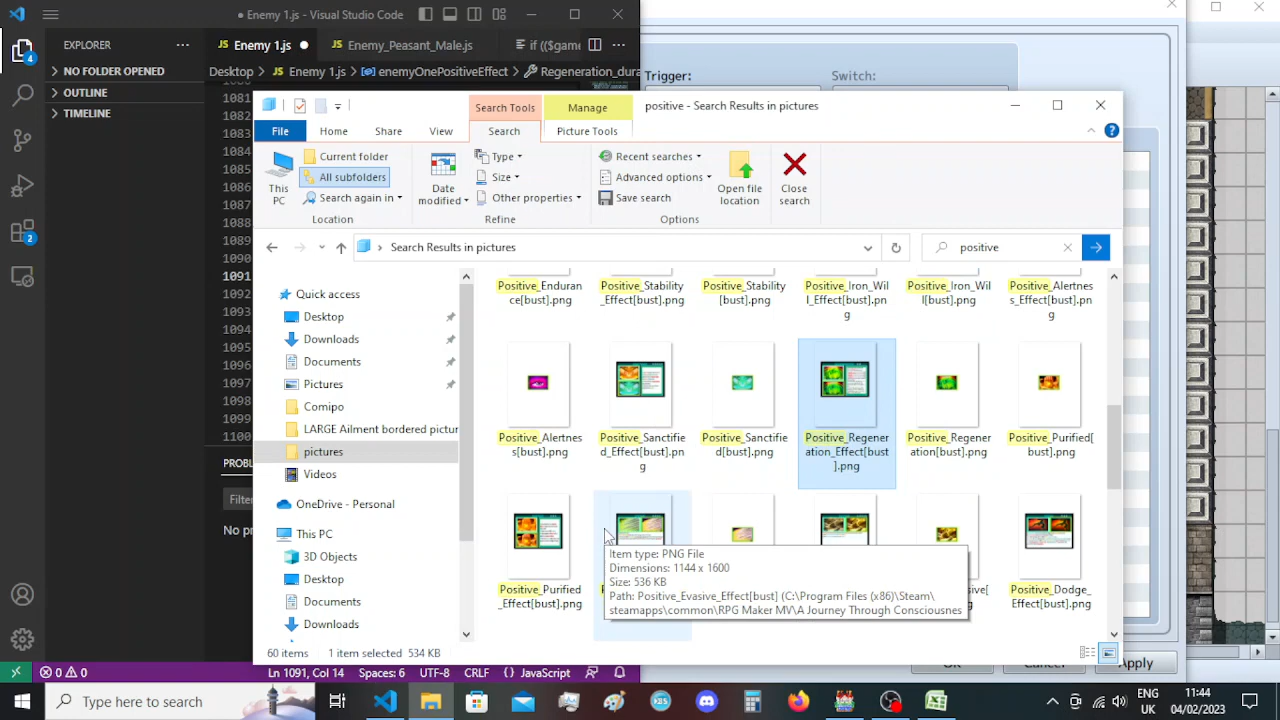 Enemy 1.js - Visual Studio Code
EXPLORER
Enemy 1.js
Enemy_Peasant_Male.js
if (($game
NO FOLDER OPENED
OUTLINE
TIMELINE
Desktop > Enemy 1.js > enemyOnePositiveEffect > Regeneration_dura
Trigger:
Switch:
1081
1082
1083
1084
1085
1086
1087
1088
1089
1090
1091
1092
1093
1094
1095
1096
1097
1098
1099
1100
PROBL
Filter
No pr
4
2
Search Tools
Manage
positive - Search Results in pictures
File
Home
Share
View
Search
Picture Tools
This PC
Current folder
All subfolders
Search again in
Location
Date modified
Type
Size
Other properties
Refine
Recent searches
Advanced options
Save search
Options
Open file location
Close search
Search Results in pictures
positive
Quick access
Desktop
Downloads
Documents
Pictures
Comipo
LARGE Ailment bordered pictur
pictures
Videos
OneDrive - Personal
This PC
3D Objects
Desktop
Documents
Downloads
Positive_Enduran
ce[bust].png
Positive_Stability
_Effect[bust].png
Positive_Stability
[bust].png
Positive_Iron_Wil
l_Effect[bust].pn
g
Positive_Iron_Wil
l[bust].png
Positive_Alertnes
s_Effect[bust].pn
g
Positive_Alertnes
s[bust].png
Positive_Sanctifie
d_Effect[bust].pn
g
Positive_Sanctifie
d[bust].png
Positive_Regener
ation_Effect[bust
].png
Positive_Regener
ation[bust].png
Positive_Purified[
bust].png
Positive_Purified
_Effect[bust].png
Positive_Dodge_
Effect[bust].png
Item type: PNG File
Dimensions: 1144 x 1600
Size: 536 KB
Path: Positive_Evasive_Effect[bust] (C:\Program Files (x86)\Steam\
steamapps\common\RPG Maker MV\A Journey Through Consciousnes
60 items
1 item selected 534 KB
OK
Cancel
Apply
0 0
Ln 1091, Col 14
Spaces: 6
UTF-8
CRLF
{} JavaScript
Type here to search
ENG
UK
11:44
04/02/2023